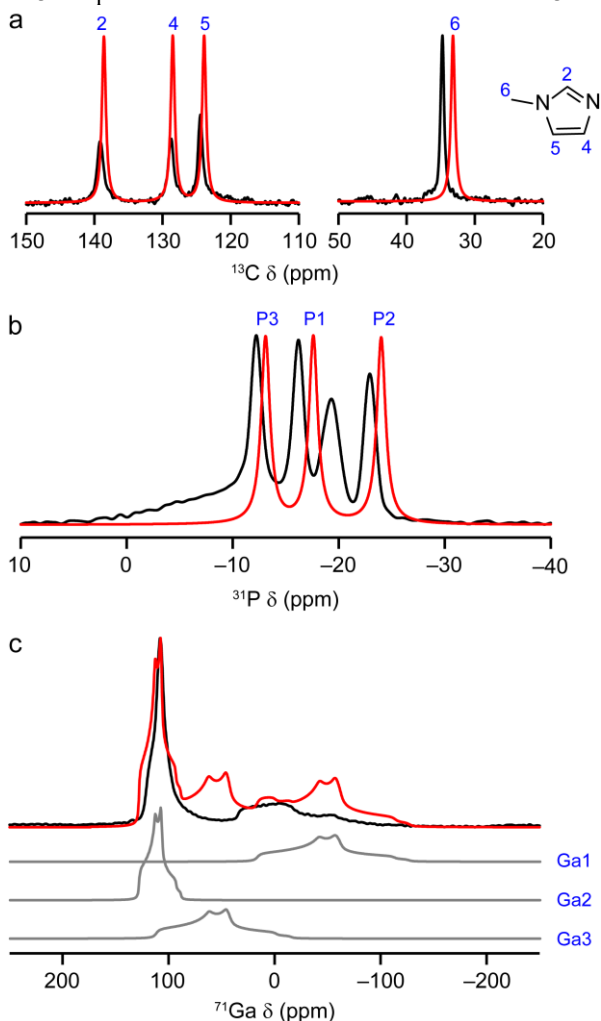 a
2 4 5 6
6 N 2 N 5 4
150 140 130 120 110 50 40 30 20
¹³C δ (ppm)
b
P3 P1 P2
10 0 –10 –20 –30 –40
³¹P δ (ppm)
c
Ga1
Ga2
Ga3
200 100 0 –100 –200
⁷¹Ga δ (ppm)